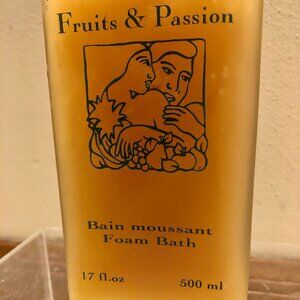 Fruits & Passion
Bain moussant
Foam Bath
17 fl.oz 500 ml